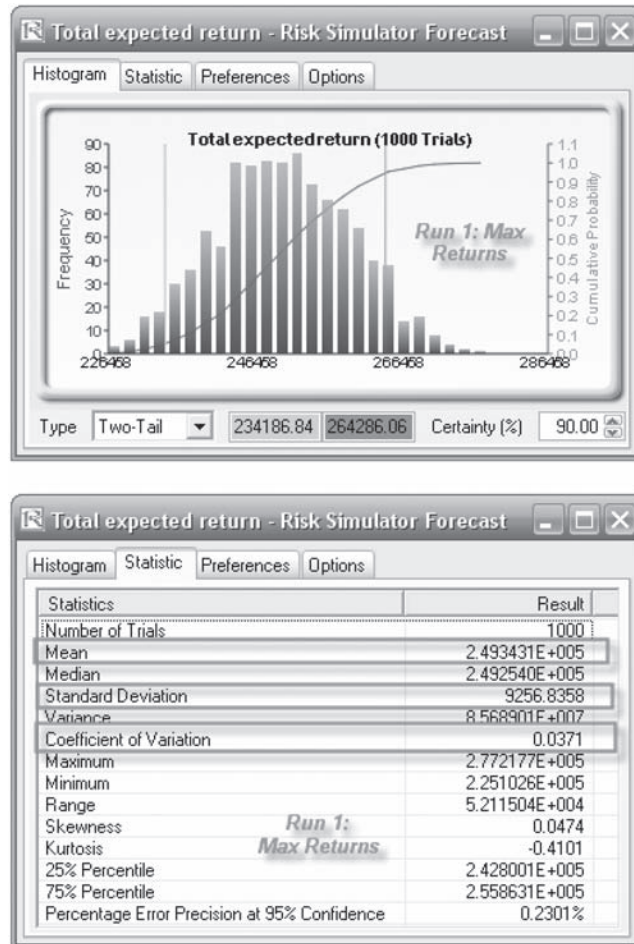 Total expected return - Risk Simulator Forecast
Histogram Statistic Preferences Options
Total expected return (1000 Trials)
Frequency
90
80
70
60
50
40
30
20
10
0
1.1
1.0
0.9
0.8
0.7
0.6
0.5
0.4
0.3
0.2
0.1
0.0
Cumulative Probability
Run 1: Max
Returns
226458 246458 266458 286458
Type Two-Tail 234186.84 264286.06 Certainty (%) 90.00
Total expected return - Risk Simulator Forecast
Histogram Statistic Preferences Options
Statistics Result
Number of Trials 1000
Mean 2.493431E+005
Median 2.492540E+005
Standard Deviation 9256.8358
Variance 8.568901E+007
Coefficient of Variation 0.0371
Maximum 2.772177E+005
Minimum 2.251026E+005
Range 5.211504E+004
Skewness 0.0474
Kurtosis -0.4101
25% Percentile 2.428001E+005
75% Percentile 2.558631E+005
Percentage Error Precision at 95% Confidence 0.2301%
Run 1:
Max Returns